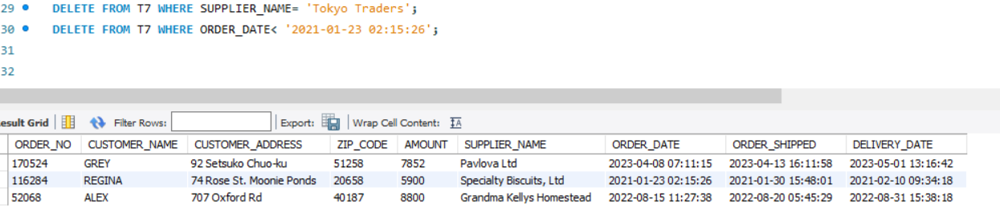 29 DELETE FROM T7 WHERE SUPPLIER_NAME= 'Tokyo Traders';
30 DELETE FROM T7 WHERE ORDER_DATE< '2021-01-23 02:15:26';
31
32
esult Grid Filter Rows: Export: Wrap Cell Content: IA
ORDER_NO CUSTOMER_NAME CUSTOMER_ADDRESS ZIP_CODE AMOUNT SUPPLIER_NAME ORDER_DATE ORDER_SHIPPED DELIVERY_DATE
170524 GREY 92 Setsuko Chuo-ku 51258 7852 Pavlova Ltd 2023-04-08 07:11:15 2023-04-13 16:11:58 2023-05-01 13:16:42
116284 REGINA 74 Rose St. Moonie Ponds 20658 5900 Specialty Biscuits, Ltd 2021-01-23 02:15:26 2021-01-30 15:48:01 2021-02-10 09:34:18
52068 ALEX 707 Oxford Rd 40187 8800 Grandma Kellys Homestead 2022-08-15 11:27:38 2022-08-20 05:45:29 2022-08-31 15:38:18